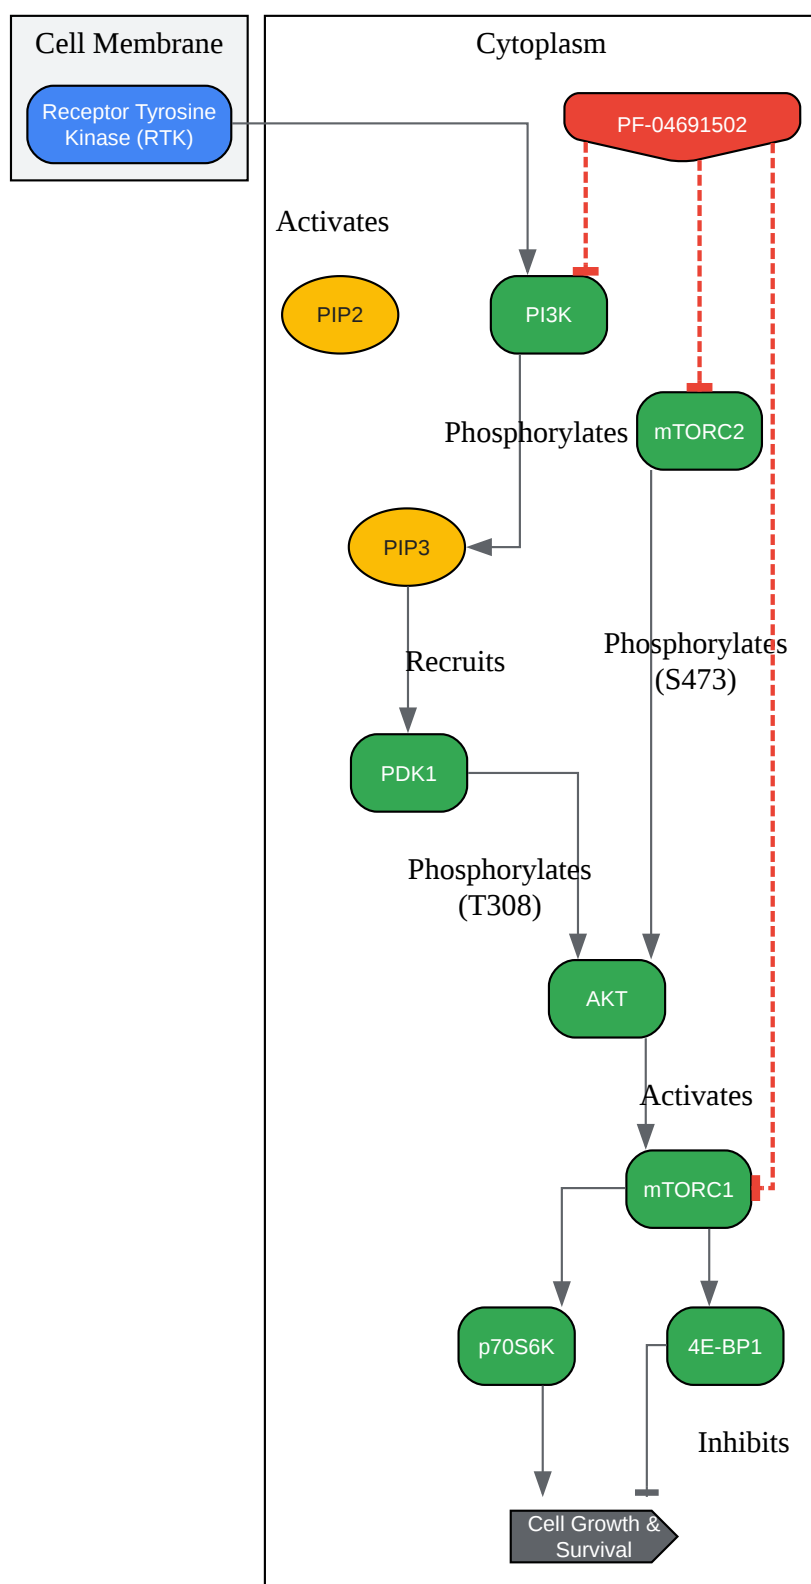 Cell Membrane
Cytoplasm
Receptor Tyrosine
Kinase (RTK)
PF-04691502
Activates
PIP2
PI3K
Phosphorylates
mTORC2
PIP3
Recruits
Phosphorylates
(S473)
PDK1
Phosphorylates
(T308)
AKT
Activates
mTORC1
p70S6K
4E-BP1
Inhibits
Cell Growth &
Survival